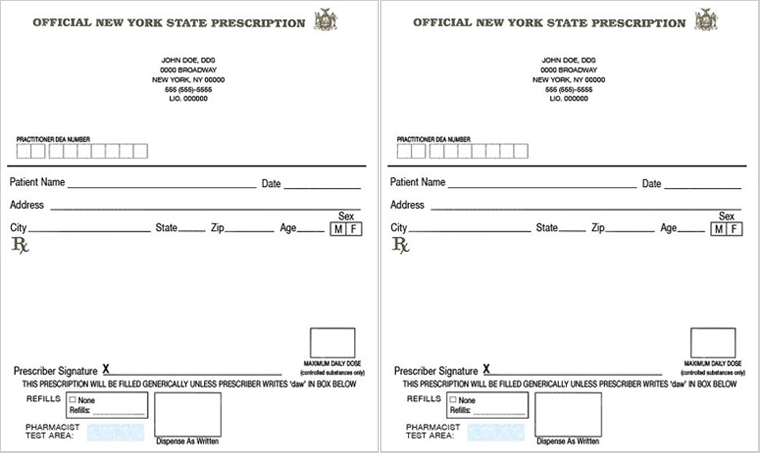 OFFICIAL NEW YORK STATE PRESCRIPTION
JOHN DOE, DDS
0000 BROADWAY
NEW YORK, NY 00000
555 (555)-5555
LIO. 000000
PRACTITIONER DEA NUMBER
Patient Name Date
Address
Sex
City State Zip Age M F
Rx
MAXIMUM DAILY DOSE
(controlled substances only)
Prescriber Signature X
THIS PRESCRIPTION WILL BE FILLED GENERICALLY UNLESS PRESCRIBER WRITES 'daw' IN BOX BELOW
REFILLS None
Refills:
PHARMACIST
TEST AREA:
Dispense As Written
OFFICIAL NEW YORK STATE PRESCRIPTION
JOHN DOE, DDS
0000 BROADWAY
NEW YORK, NY 00000
555 (555)-5555
LIO. 000000
PRACTITIONER DEA NUMBER
Patient Name Date
Address
Sex
City State Zip Age M F
Rx
MAXIMUM DAILY DOSE
(controlled substances only)
Prescriber Signature X
THIS PRESCRIPTION WILL BE FILLED GENERICALLY UNLESS PRESCRIBER WRITES 'daw' IN BOX BELOW
REFILLS None
Refills:
PHARMACIST
TEST AREA:
Dispense As Written